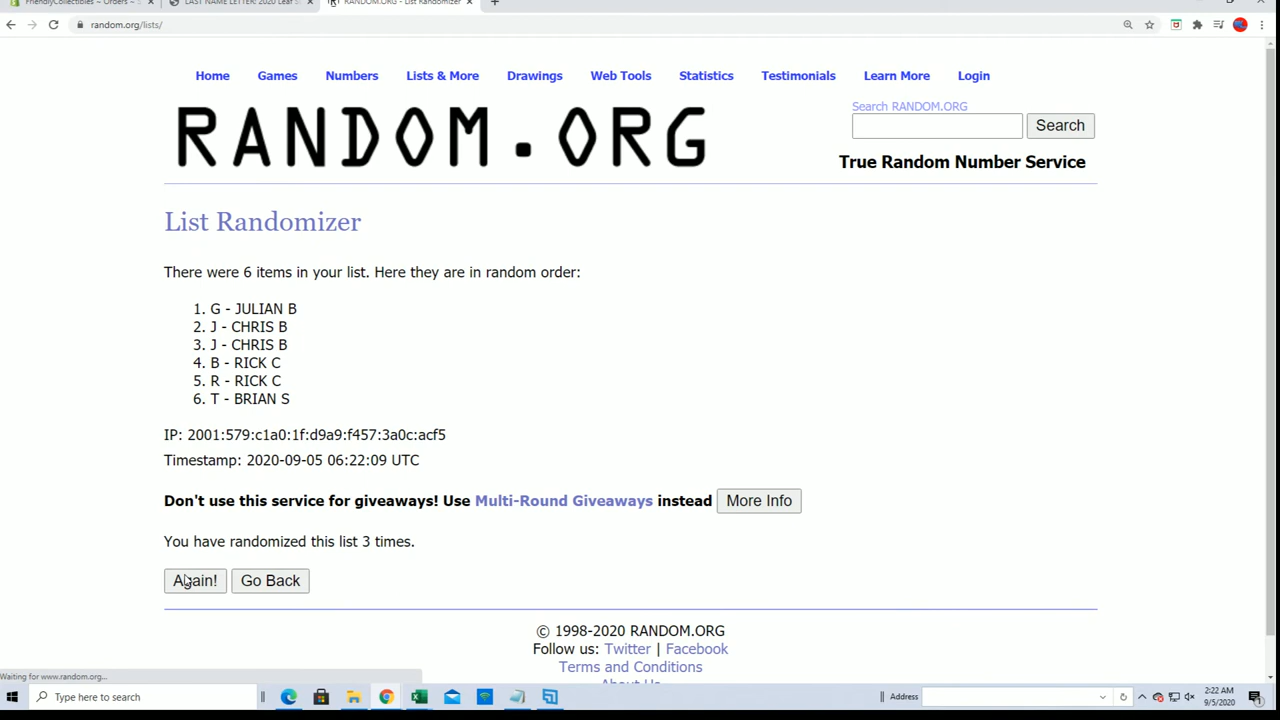 FriendlyCollectibles – Orders –
LAST NAME LETTER: 2020 Leaf
RANDOM.ORG - List Randomizer
random.org/lists/
Home Games Numbers Lists & More Drawings Web Tools Statistics Testimonials Learn More Login
RANDOM.ORG
Search RANDOM.ORG
Search
True Random Number Service
List Randomizer
There were 6 items in your list. Here they are in random order:
1. G - JULIAN B
2. J - CHRIS B
3. J - CHRIS B
4. B - RICK C
5. R - RICK C
6. T - BRIAN S
IP: 2001:579:c1a0:1f:d9a9:f457:3a0c:acf5
Timestamp: 2020-09-05 06:22:09 UTC
Don't use this service for giveaways! Use Multi-Round Giveaways instead More Info
You have randomized this list 3 times.
Again! Go Back
© 1998-2020 RANDOM.ORG
Follow us: Twitter | Facebook
Terms and Conditions
About Us
Waiting for www.random.org...
Type here to search
Address
2:22 AM
9/5/2020